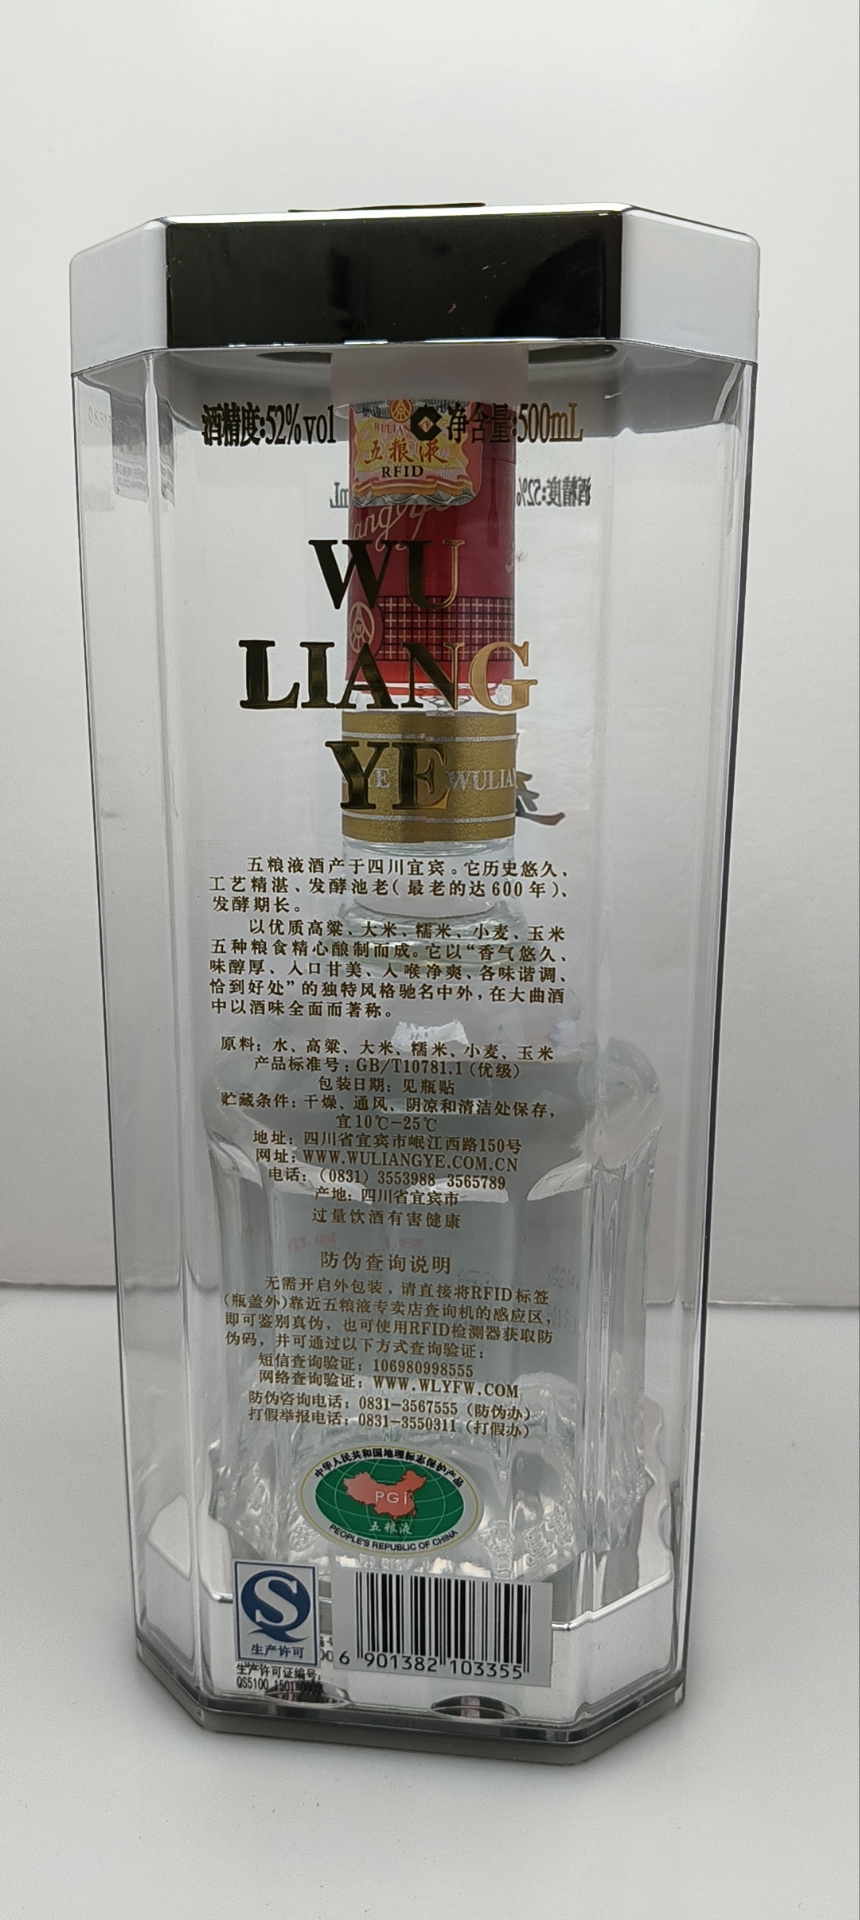 酒精度:52%vol
净含量:500mL
WULIAN
五粮液
RFID
WU
LIANG
YE
WULIAN
五粮液酒产于四川宜宾。它历史悠久、
工艺精湛、发酵池老(最老的达600年)、
发酵期长。
以优质高粱、大米、糯米、小麦、玉米
五种粮食精心酿制而成。它以“香气悠久、
味醇厚、入口甘美、入喉净爽、各味谐调、
恰到好处”的独特风格驰名中外,在大曲酒
中以酒味全面而著称。
原料:水、高粱、大米、糯米、小麦、玉米
产品标准号:GB/T10781.1(优级)
包装日期:见瓶贴
贮藏条件:干燥、通风、阴凉和清洁处保存,
宜10℃-25℃
地址:四川省宜宾市岷江西路150号
网址:WWW.WULIANGYE.COM.CN
电话:(0831) 3553988 3565789
产地:四川省宜宾市
过量饮酒有害健康
防伪查询说明
无需开启外包装,请直接将RFID标签
(瓶盖外)靠近五粮液专卖店查询机的感应区,
即可鉴别真伪,也可使用RFID检测器获取防
伪码,并可通过以下方式查询验证:
短信查询验证:106980998555
网络查询验证:WWW.WLYFW.COM
防伪咨询电话:0831-3567555(防伪办)
打假举报电话:0831-3550311(打假办)
中华人民共和国地理标志保护产品
PGI
五粮液
PEOPLE'S REPUBLIC OF CHINA
生产许可
生产许可证编号:
QS5100 1501
6 901382 103355